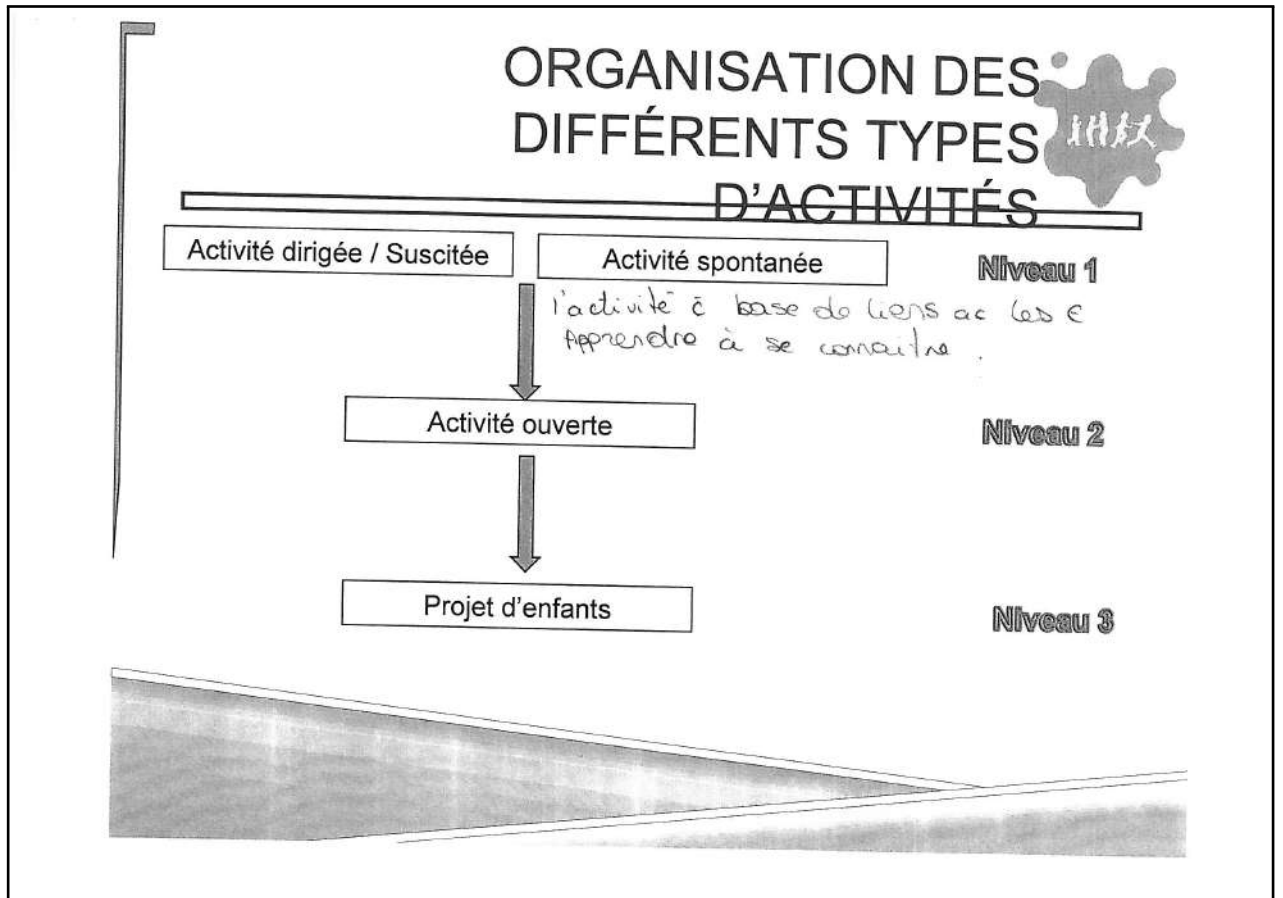 ORGANISATION DES
DIFFÉRENTS TYPES
D'ACTIVITÉS
Activité dirigée / Suscitée
Activité spontanée
Niveau 1
l'activité c̄ base de liens ac les E
Apprendre à se connaitre.
Activité ouverte
Niveau 2
Projet d'enfants
Niveau 3